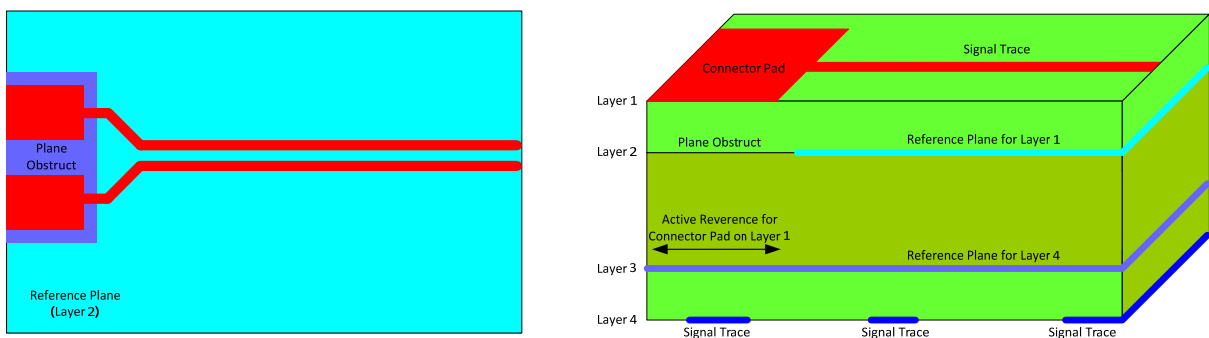 Plane
Obstruct
Reference Plane
(Layer 2)
Signal Trace
Connector Pad
Layer 1
Plane Obstruct
Reference Plane for Layer 1
Layer 2
Active Reverence for
Connector Pad on Layer 1
Reference Plane for Layer 4
Layer 3
Layer 4
Signal Trace
Signal Trace
Signal Trace